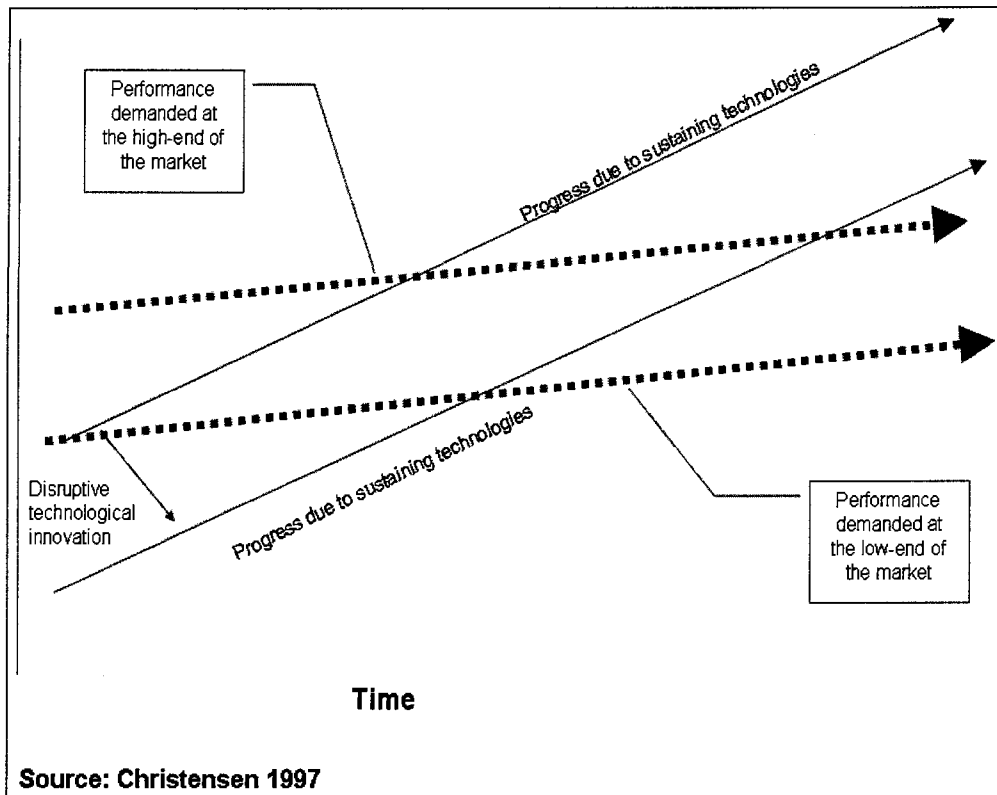 Performance
demanded at
the high-end of
the market
Progress due to sustaining technologies
Disruptive
technological
innovation
Progress due to sustaining technologies
Performance
demanded at
the low-end of
the market
Time
Source: Christensen 1997